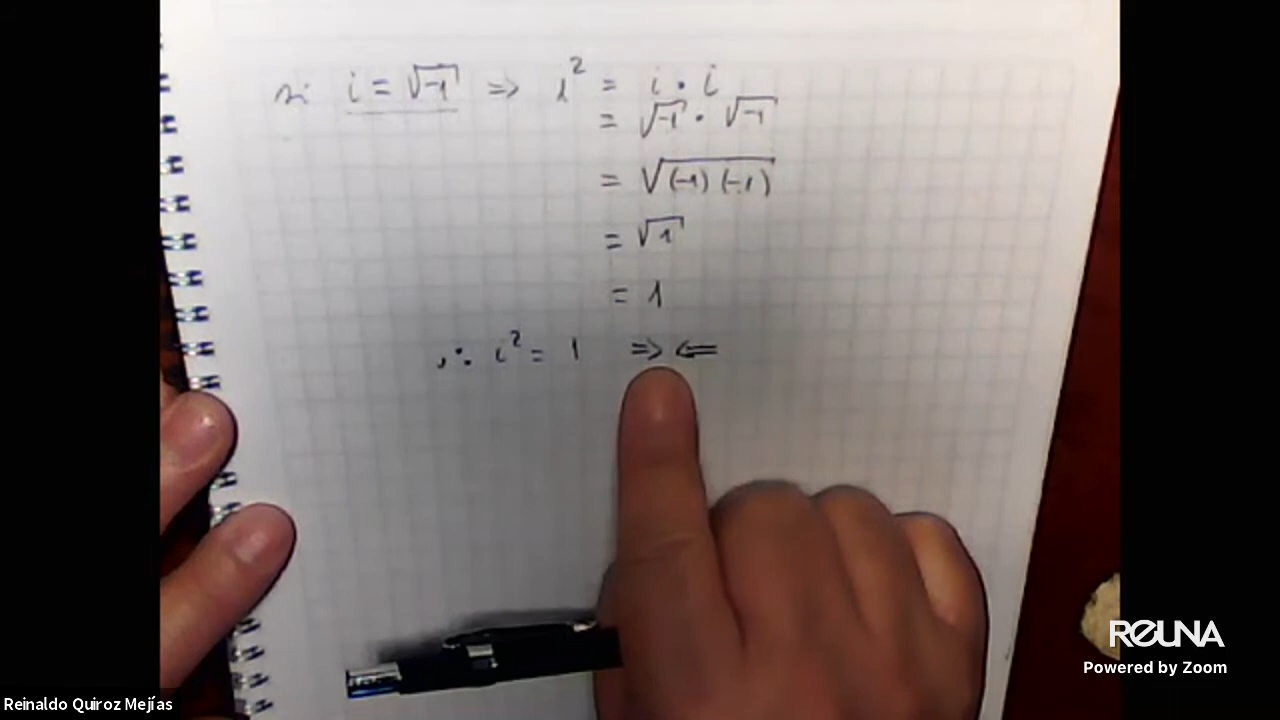 si i = √-1 ⇒ i² = i · i
= √-1 · √-1
= √(-1)(-1)
= √1
= 1
∴ i² = 1 ⇒⇐
REUNA
Powered by Zoom
Reinaldo Quiroz Mejías